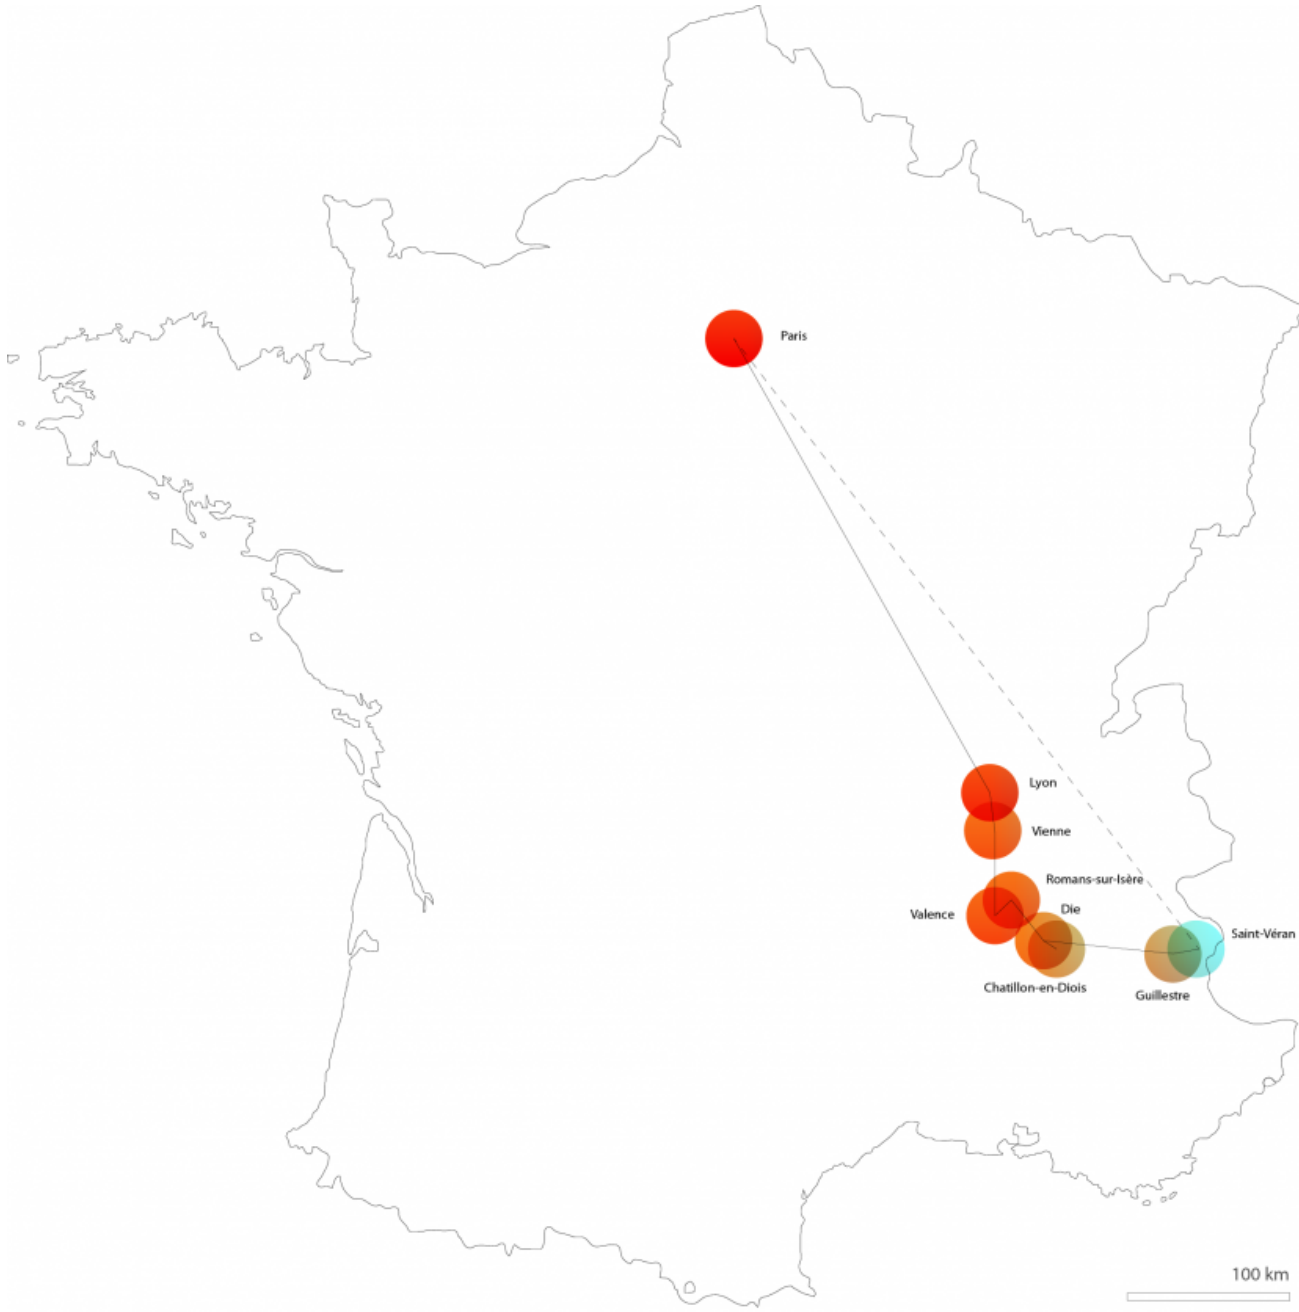 Paris
Lyon
Vienne
Romans-sur-Isère
Die
Valence
Saint-Véran
Chatillon-en-Diois
Guillestre
100 km